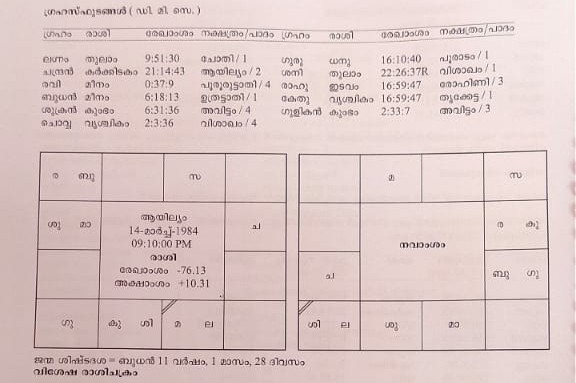 ഗ്രഹസ്ഫുടങ്ങൾ ( ഡി. മി. സെ. )
ഗ്രഹം രാശി രേഖാംശം നക്ഷത്രം/പാദം ഗ്രഹം രാശി രേഖാംശം നക്ഷത്രം/പാദം
ലഗ്നം തുലാം 9:51:30 ചോതി / 1 ഗുരു ധനു 16:10:40 പൂരാടം / 1
ചന്ദ്രൻ കർക്കിടകം 21:14:43 ആയില്യം / 2 ശനി തുലാം 22:26:37R വിശാഖം / 1
രവി മീനം 0:37:9 പൂരുരുട്ടാതി / 4 രാഹു ഇടവം 16:59:47 രോഹിണി / 3
ബുധൻ മീനം 6:18:13 ഉത്രട്ടാതി / 1 കേതു വൃശ്ചികം 16:59:47 തൃക്കേട്ട / 1
ശുക്രൻ കുംഭം 6:31:36 അവിട്ടം / 4 ഗുളികൻ കുംഭം 2:33:7 അവിട്ടം / 3
ചൊവ്വ വൃശ്ചികം 2:3:36 വിശാഖം / 4
ര ബു സ മ സ
ശു മാ ആയില്യം ച ര കു
14-മാർച്ച്-1984
09:10:00 PM നവാംശം
രാശി
രേഖാംശം -76.13 ച ബു ഗു
അക്ഷാംശം +10.31
ഗു കു ശി മ ല ശി ല ശു മാ
ജന്മ ശിഷ്ടദശ = ബുധൻ 11 വർഷം, 1 മാസം, 28 ദിവസം
വിശേഷ രാശിചക്രം